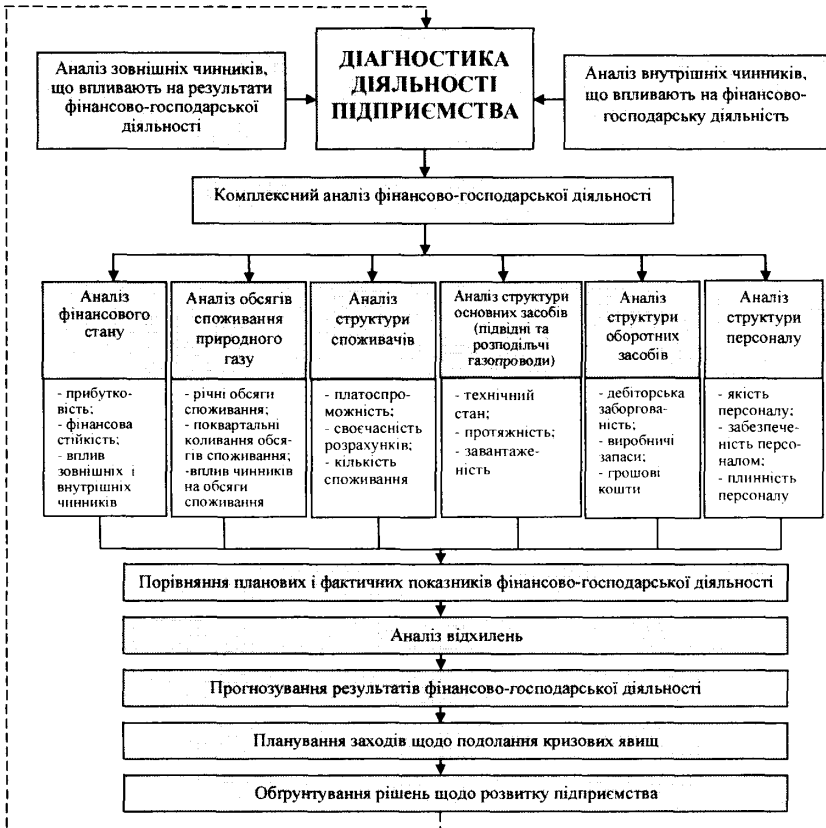 ДІАГНОСТИКА
ДІЯЛЬНОСТІ
ПІДПРИЄМСТВА
Аналіз зовнішніх чинників,
що впливають на результати
фінансово-господарської
діяльності
Аналіз внутрішніх чинників,
що впливають на фінансово-
господарську діяльність
Комплексний аналіз фінансово-господарської діяльності
Аналіз
фінансового
стану
- прибутко-
вість;
- фінансова
стійкість;
- вплив
зовнішніх і
внутрішніх
чинників
Аналіз обсягів
споживання
природного
газу
- річні обсяги
споживання;
- поквартальні
коливання обся-
гів споживання;
-вплив чинників
на обсяги
споживання
Аналіз
структури
споживачів
- платоспро-
можність;
- своєчасність
розрахунків;
- кількість
споживання
Аналіз структури
основних засобів
(підвідні та
розподільчі
газопроводи)
- технічний
стан;
- протяжність;
- завантаже-
ність
Аналіз
структури
оборотних
засобів
- дебіторська
заборгова-
ність;
- виробничі
запаси;
- грошові
кошти
Аналіз
структури
персоналу
- якість
персоналу;
- забезпече-
ність персо-
налом;
- плинність
персоналу
Порівняння планових і фактичних показників фінансово-господарської діяльності
Аналіз відхилень
Прогнозування результатів фінансово-господарської діяльності
Планування заходів щодо подолання кризових явищ
Обґрунтування рішень щодо розвитку підприємства